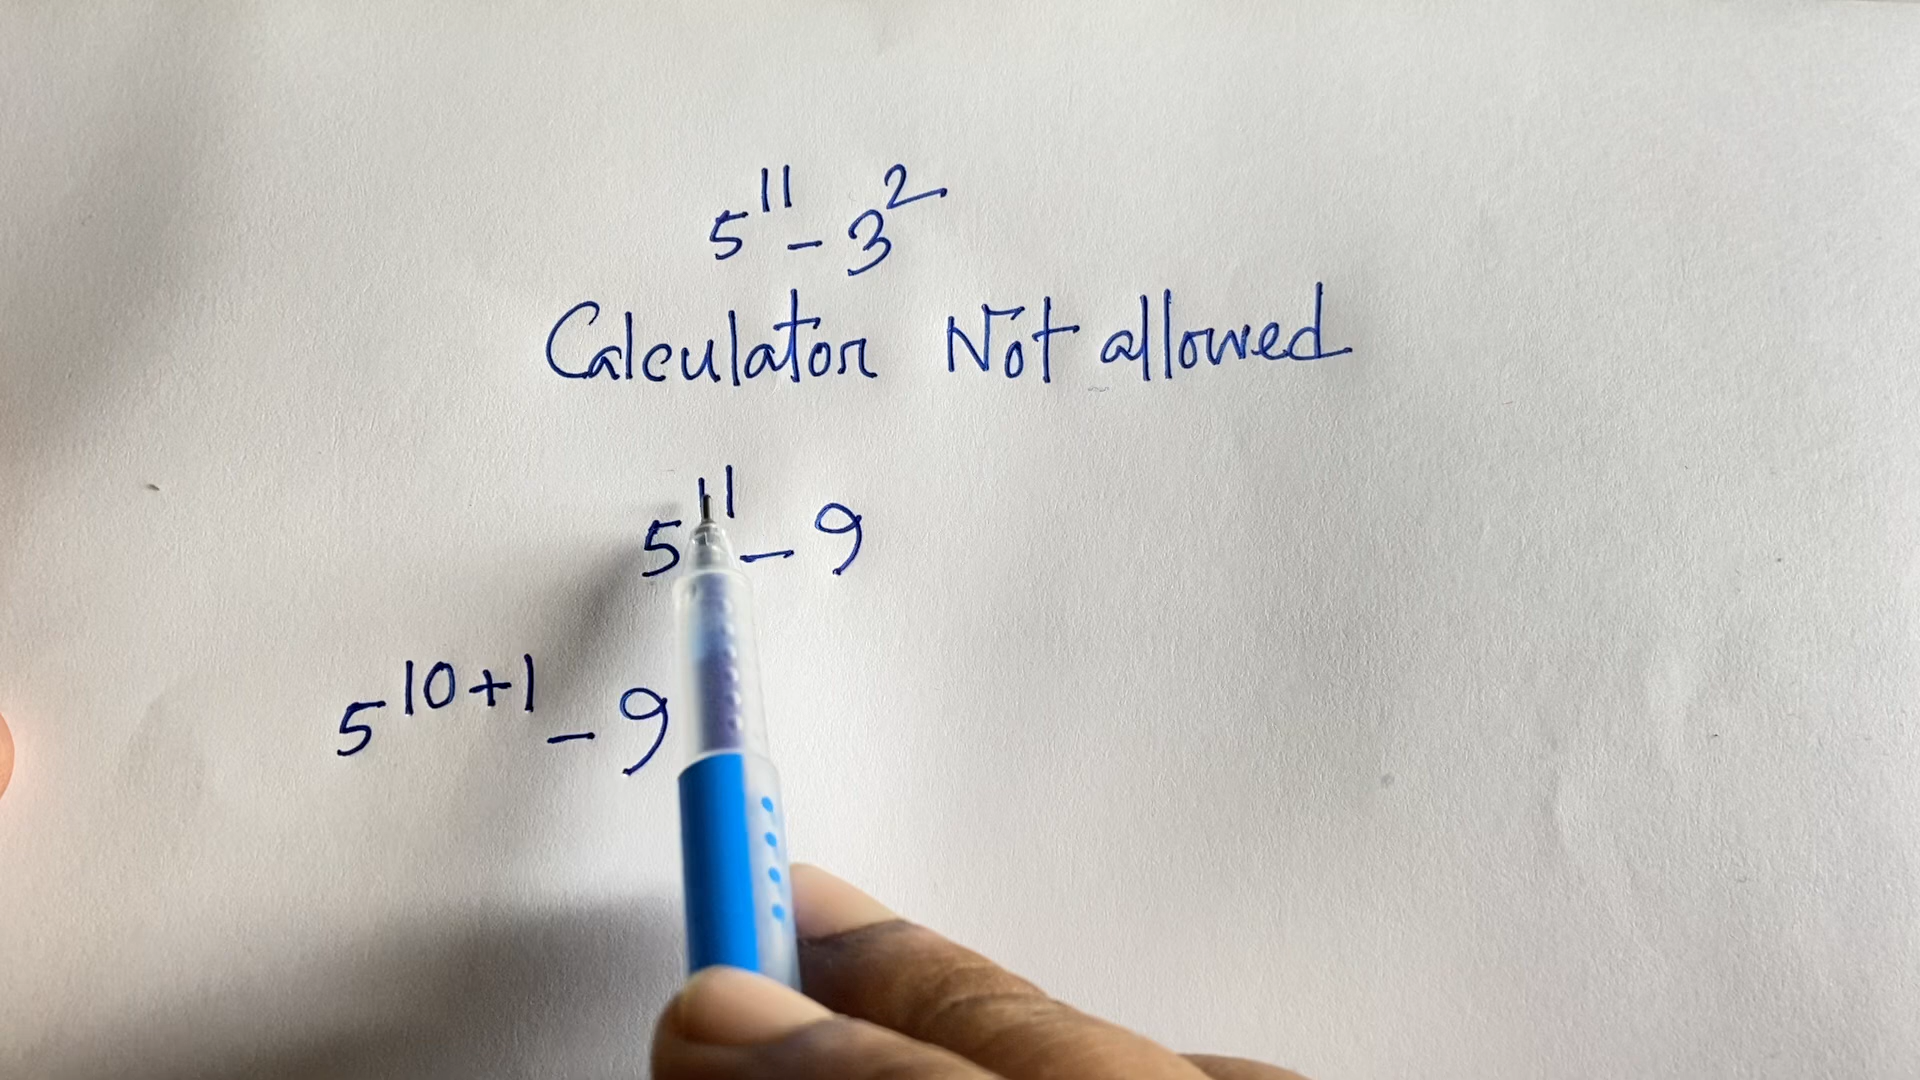 5¹¹ - 3²
Calculator Not allowed
5¹¹ - 9
5¹⁰⁺¹ - 9